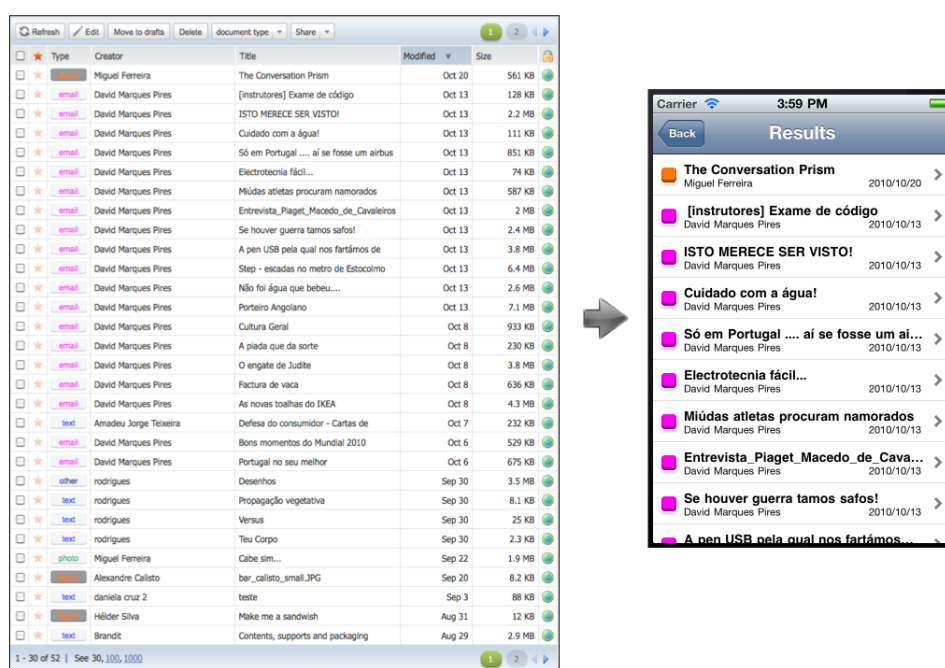 Refresh Edit Move to drafts Delete document type Share 1 2
Type Creator Title Modified Size
Miguel Ferreira The Conversation Prism Oct 20 561 KB
email David Marques Pires [instrutores] Exame de código Oct 13 128 KB
email David Marques Pires ISTO MERECE SER VISTO! Oct 13 2.2 MB
email David Marques Pires Cuidado com a água! Oct 13 111 KB
email David Marques Pires Só em Portugal .... aí se fosse um airbus Oct 13 851 KB
email David Marques Pires Electrotecnia fácil... Oct 13 74 KB
email David Marques Pires Miúdas atletas procuram namorados Oct 13 587 KB
email David Marques Pires Entrevista_Piaget_Macedo_de_Cavaleiros Oct 13 2 MB
email David Marques Pires Se houver guerra tamos safos! Oct 13 2.4 MB
email David Marques Pires A pen USB pela qual nos fartámos de Oct 13 3.8 MB
email David Marques Pires Step - escadas no metro de Estocolmo Oct 13 6.4 MB
email David Marques Pires Não foi água que bebeu.... Oct 13 2.6 MB
email David Marques Pires Porteiro Angolano Oct 13 7.1 MB
email David Marques Pires Cultura Geral Oct 8 933 KB
email David Marques Pires A piada que da sorte Oct 8 230 KB
email David Marques Pires O engate de Judite Oct 8 3.8 MB
email David Marques Pires Factura de vaca Oct 8 636 KB
email David Marques Pires As novas toalhas do IKEA Oct 8 4.3 MB
text Amadeu Jorge Teixeira Defesa do consumidor - Cartas de Oct 7 232 KB
email David Marques Pires Bons momentos do Mundial 2010 Oct 6 529 KB
email David Marques Pires Portugal no seu melhor Oct 6 675 KB
other rodrigues Desenhos Sep 30 3.5 MB
text rodrigues Propagação vegetativa Sep 30 8.1 KB
text rodrigues Versus Sep 30 25 KB
text rodrigues Teu Corpo Sep 30 2.3 KB
photo Miguel Ferreira Cabe sim... Sep 22 1.9 MB
Alexandre Calisto bar_calisto_small.JPG Sep 20 8.2 KB
text daniela cruz 2 teste Sep 3 88 KB
Hélder Silva Make me a sandwish Aug 31 12 KB
text Brandit Contents, supports and packaging Aug 29 2.9 MB
1 - 30 of 52 | See 30, 100, 1000 1 2
Carrier 3:59 PM
Back Results
The Conversation Prism
Miguel Ferreira 2010/10/20
[instrutores] Exame de código
David Marques Pires 2010/10/13
ISTO MERECE SER VISTO!
David Marques Pires 2010/10/13
Cuidado com a água!
David Marques Pires 2010/10/13
Só em Portugal .... aí se fosse um ai...
David Marques Pires 2010/10/13
Electrotecnia fácil...
David Marques Pires 2010/10/13
Miúdas atletas procuram namorados
David Marques Pires 2010/10/13
Entrevista_Piaget_Macedo_de_Cava...
David Marques Pires 2010/10/13
Se houver guerra tamos safos!
David Marques Pires 2010/10/13
A pen USB pela qual nos fartámos...